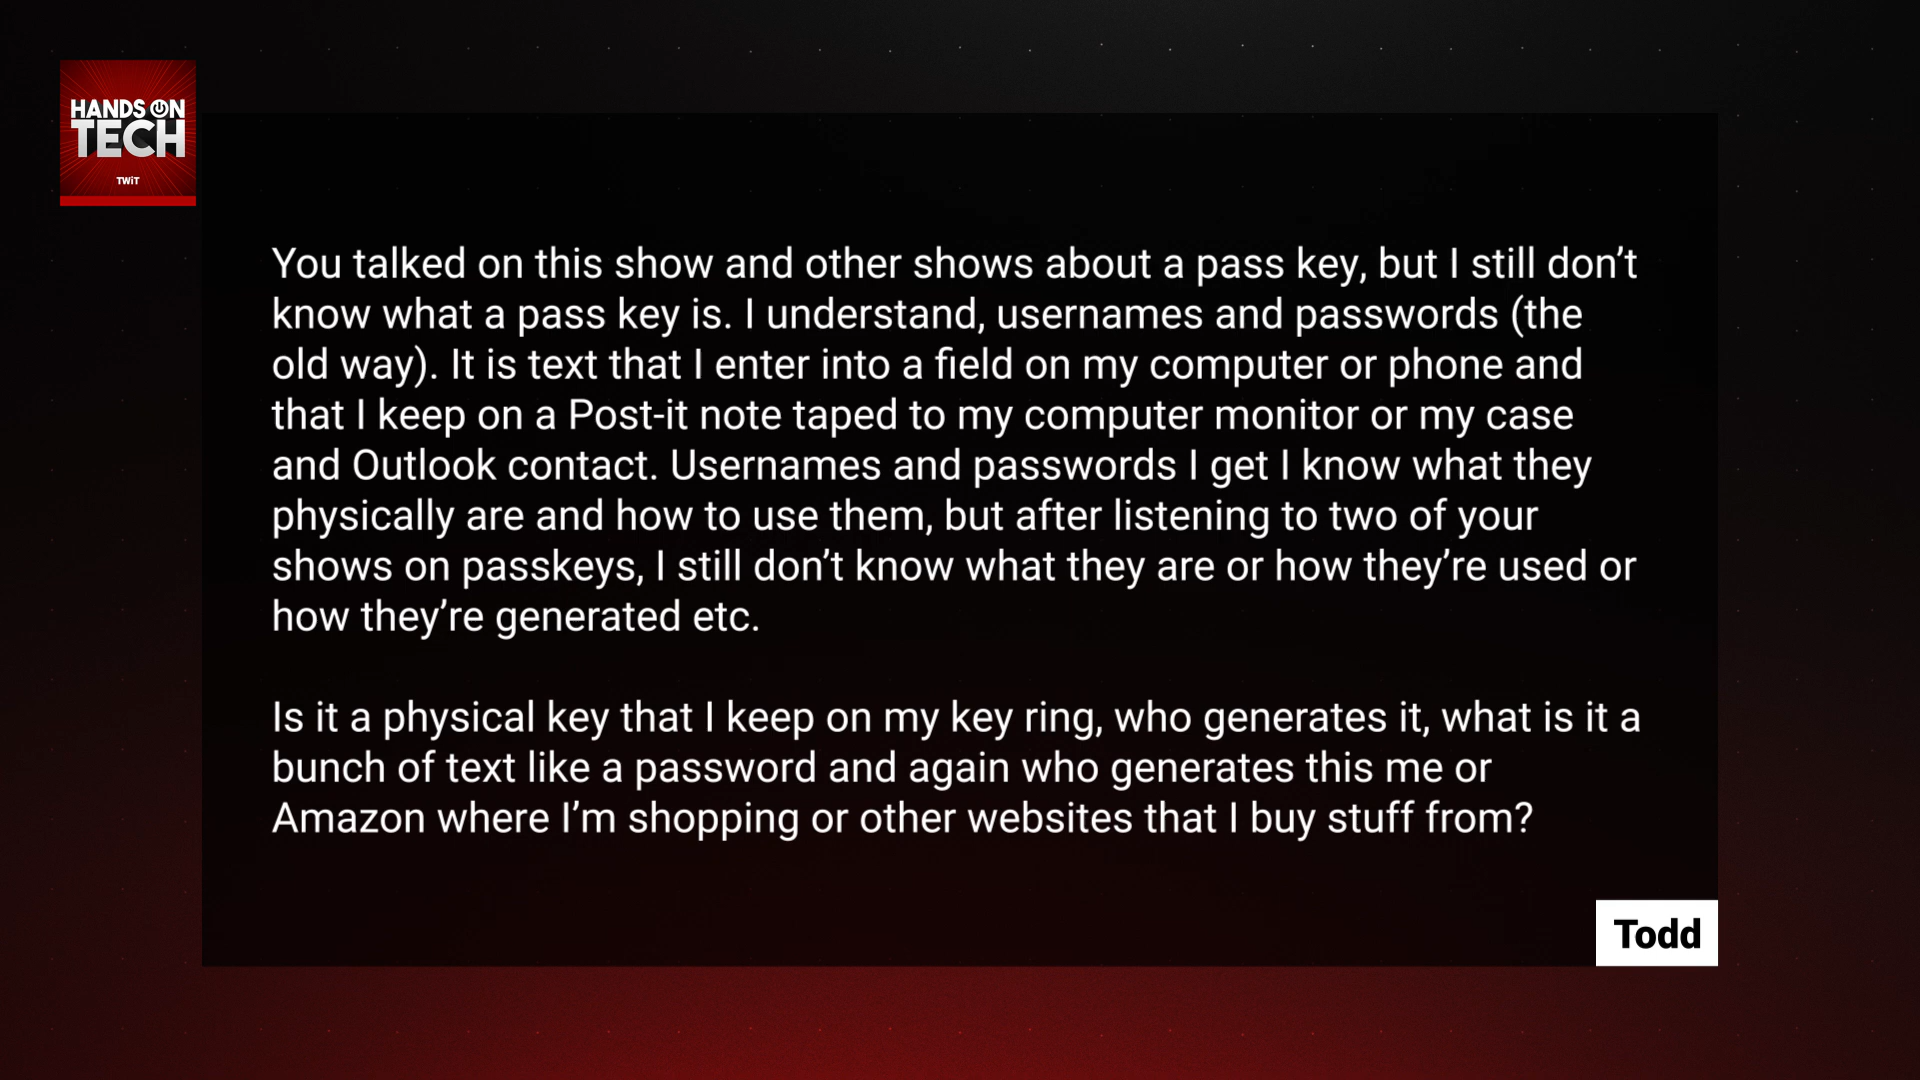 HANDS ON
TECH
TWiT
You talked on this show and other shows about a pass key, but I still don’t
know what a pass key is. I understand, usernames and passwords (the
old way). It is text that I enter into a field on my computer or phone and
that I keep on a Post-it note taped to my computer monitor or my case
and Outlook contact. Usernames and passwords I get I know what they
physically are and how to use them, but after listening to two of your
shows on passkeys, I still don’t know what they are or how they’re used or
how they’re generated etc.
Is it a physical key that I keep on my key ring, who generates it, what is it a
bunch of text like a password and again who generates this me or
Amazon where I’m shopping or other websites that I buy stuff from?
Todd